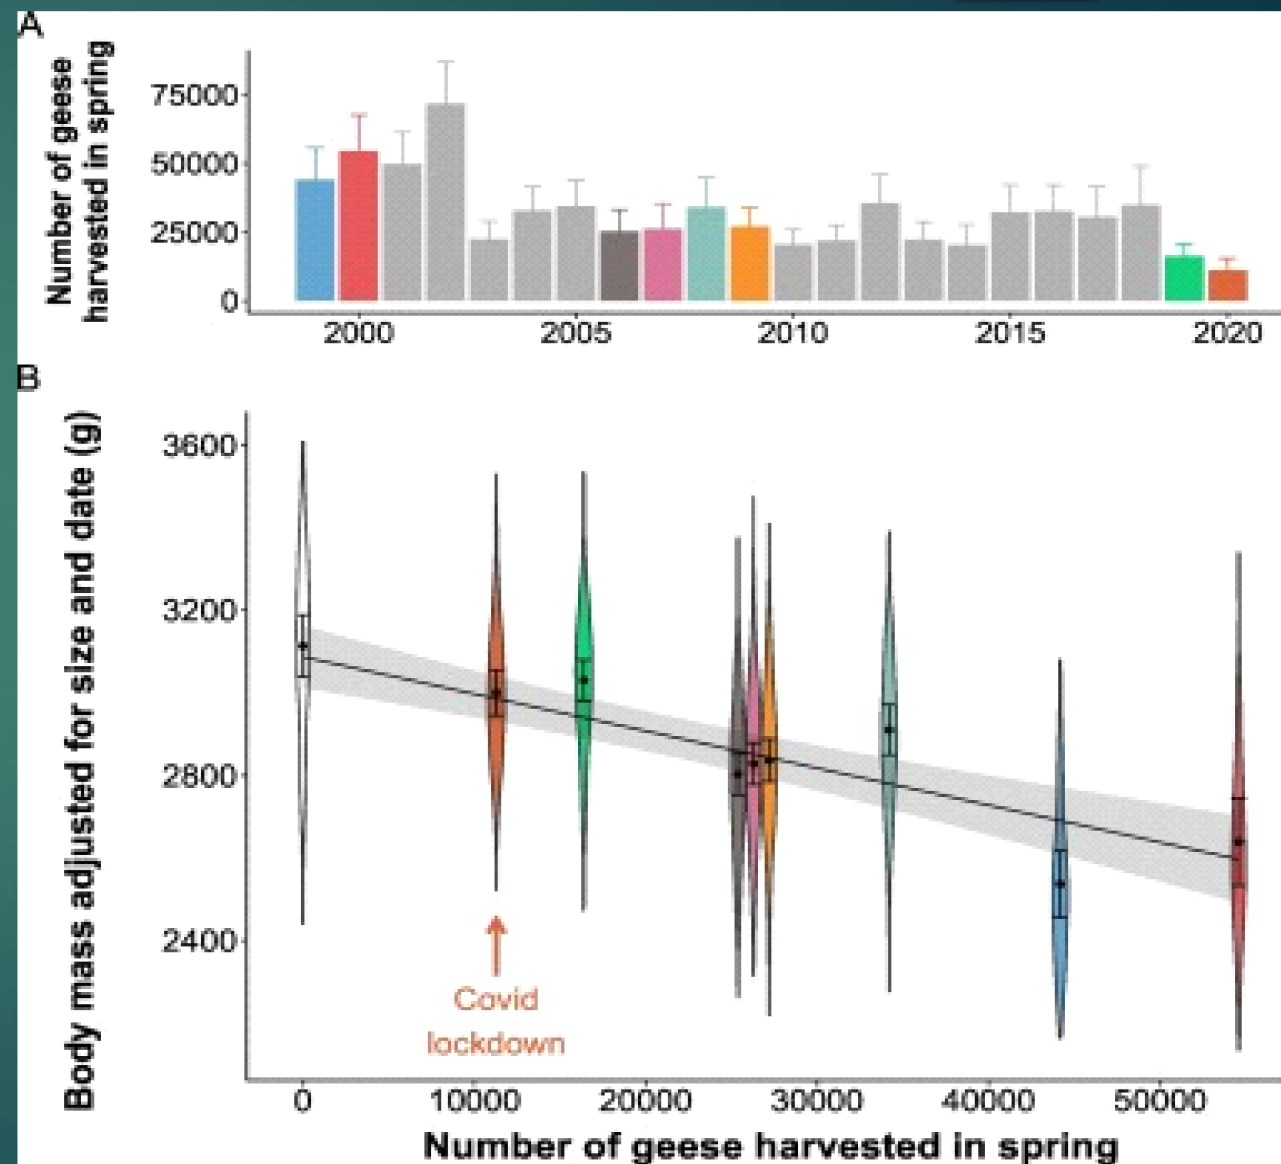 A
Number of geese
harvested in spring
75000
50000
25000
0
2000 2005 2010 2015 2020
B
Body mass adjusted for size and date (g)
3600
3200
2800
2400
Covid
lockdown
0 10000 20000 30000 40000 50000
Number of geese harvested in spring